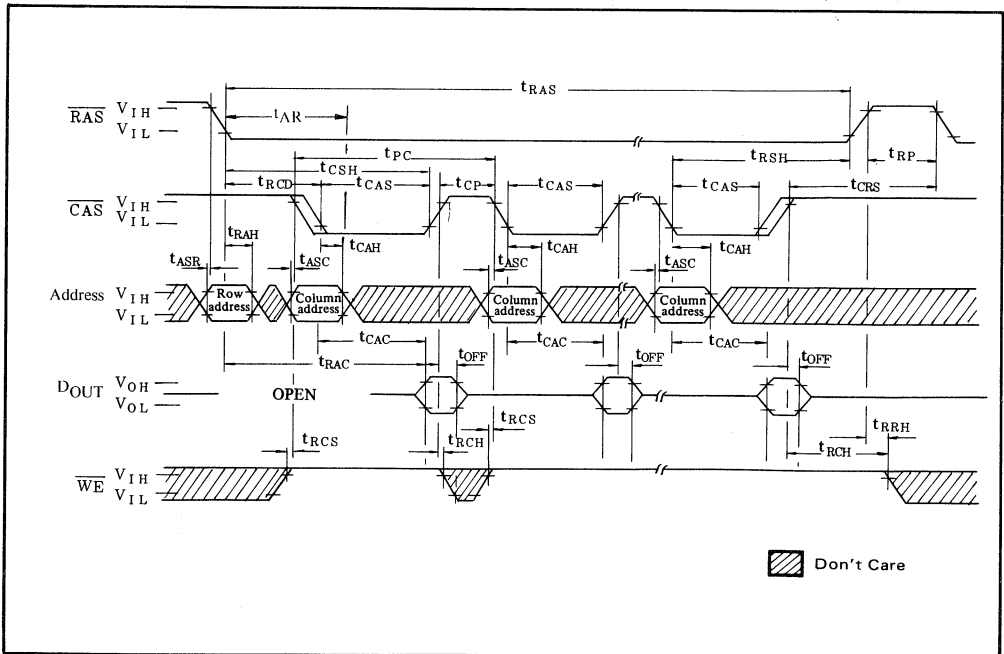 tRAS
RAS VIH
VIL
tAR
tPC
tRSH
tRP
tCSH
tRCD
tCAS
tCP
tCAS
tCAS
tCRS
CAS VIH
VIL
tRAH
tCAH
tCAH
tCAH
tASR
tASC
tASC
tASC
Address VIH
VIL
Row address
Column address
Column address
Column address
tCAC
tCAC
tCAC
tRAC
tOFF
tOFF
tOFF
DOUT VOH
VOL
OPEN
tRCS
tRCH
tRCS
tRRH
tRCH
WE VIH
VIL
Don't Care